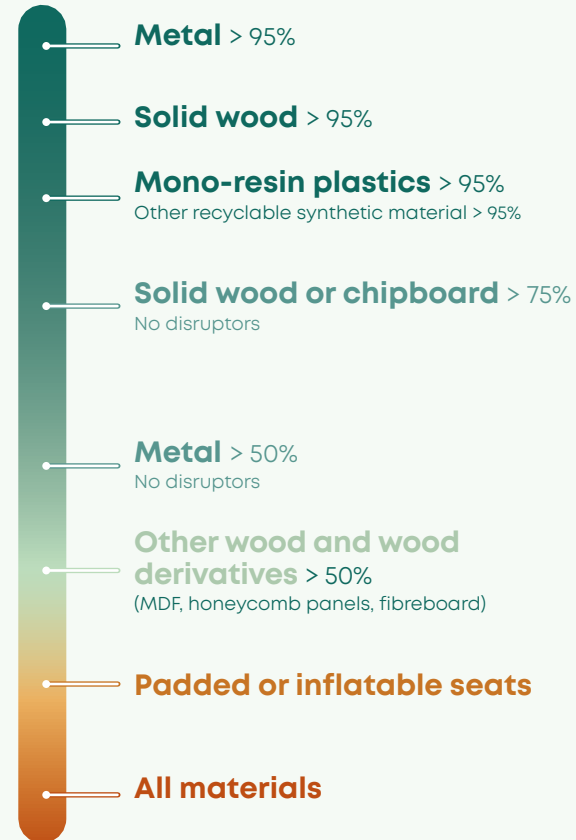 Metal > 95%
Solid wood > 95%
Mono-resin plastics > 95%
Other recyclable synthetic material > 95%
Solid wood or chipboard > 75%
No disruptors
Metal > 50%
No disruptors
Other wood and wood
derivatives > 50%
(MDF, honeycomb panels, fibreboard)
Padded or inflatable seats
All materials